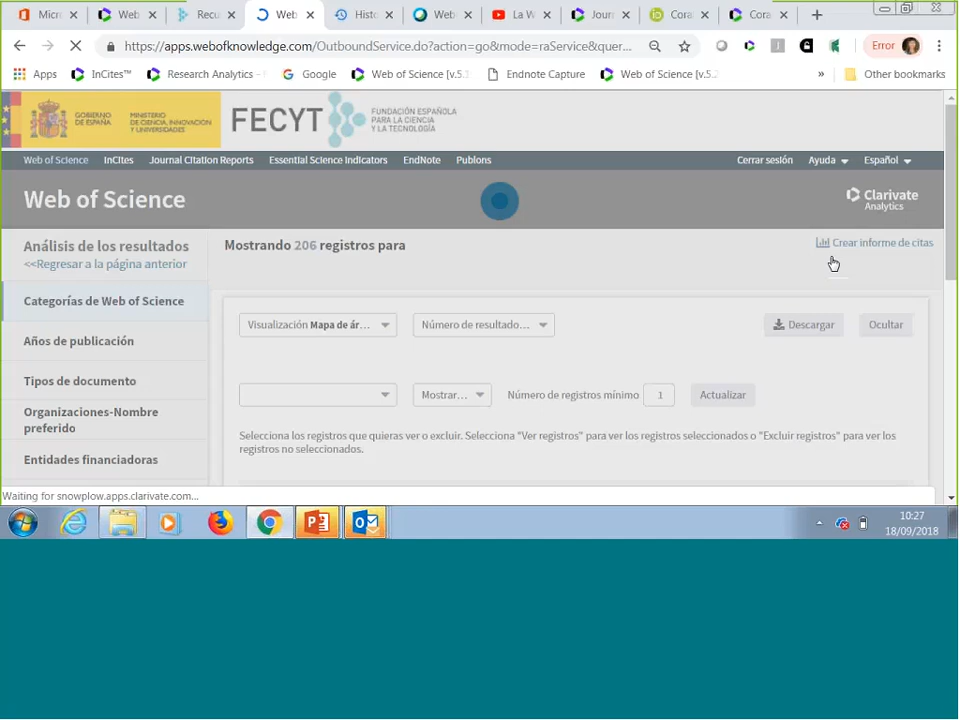 Micr
Web
Recu
Web
Histo
Web
La W
Journ
Cora
Cora
https://apps.webofknowledge.com/OutboundService.do?action=go&mode=raService&quer...
Error
Apps
InCites™
Research Analytics -
Google
Web of Science [v.5.
Endnote Capture
Web of Science [v.5.2
»
Other bookmarks
GOBIERNO
DE ESPAÑA
MINISTERIO
DE CIENCIA, INNOVACIÓN
Y UNIVERSIDADES
FECYT
FUNDACIÓN ESPAÑOLA
PARA LA CIENCIA
Y LA TECNOLOGÍA
Web of Science InCites Journal Citation Reports Essential Science Indicators EndNote Publons Cerrar sesión Ayuda Español
Web of Science
Clarivate
Analytics
Análisis de los resultados
<<Regresar a la página anterior
Mostrando 206 registros para
Crear informe de citas
Categorías de Web of Science
Años de publicación
Tipos de documento
Organizaciones-Nombre
preferido
Entidades financiadoras
Visualización Mapa de ár...
Número de resultado...
Descargar
Ocultar
Mostrar...
Número de registros mínimo
1
Actualizar
Selecciona los registros que quieras ver o excluir. Selecciona "Ver registros" para ver los registros seleccionados o "Excluir registros" para ver los
registros no seleccionados.
Waiting for snowplow.apps.clarivate.com...
10:27
18/09/2018